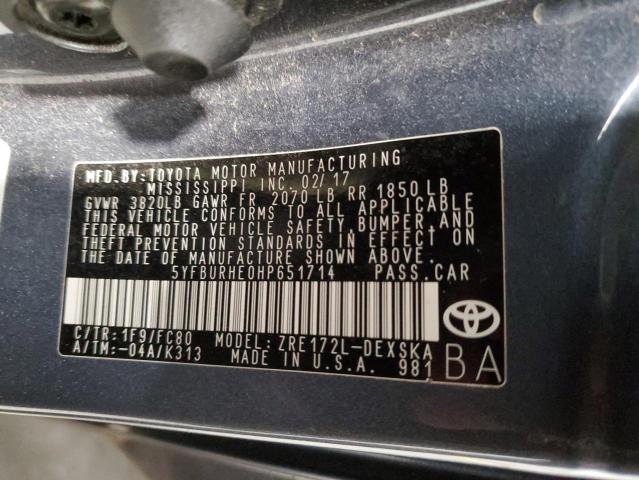 MFD. BY: TOYOTA MOTOR MANUFACTURING
MISSISSIPPI INC. 02/17
GVWR 3820LB GAWR FR 2070 LB RR 1850 LB
THIS VEHICLE CONFORMS TO ALL APPLICABLE
FEDERAL MOTOR VEHICLE SAFETY, BUMPER, AND
THEFT PREVENTION STANDARDS IN EFFECT ON
THE DATE OF MANUFACTURE SHOWN ABOVE.
5YFBURHE0HP651714 PASS. CAR
C/TR: 1F9/FC80 MODEL: ZRE172L-DEXSKA
A/TM: -04A/K313 MADE IN U.S.A. 981
BA